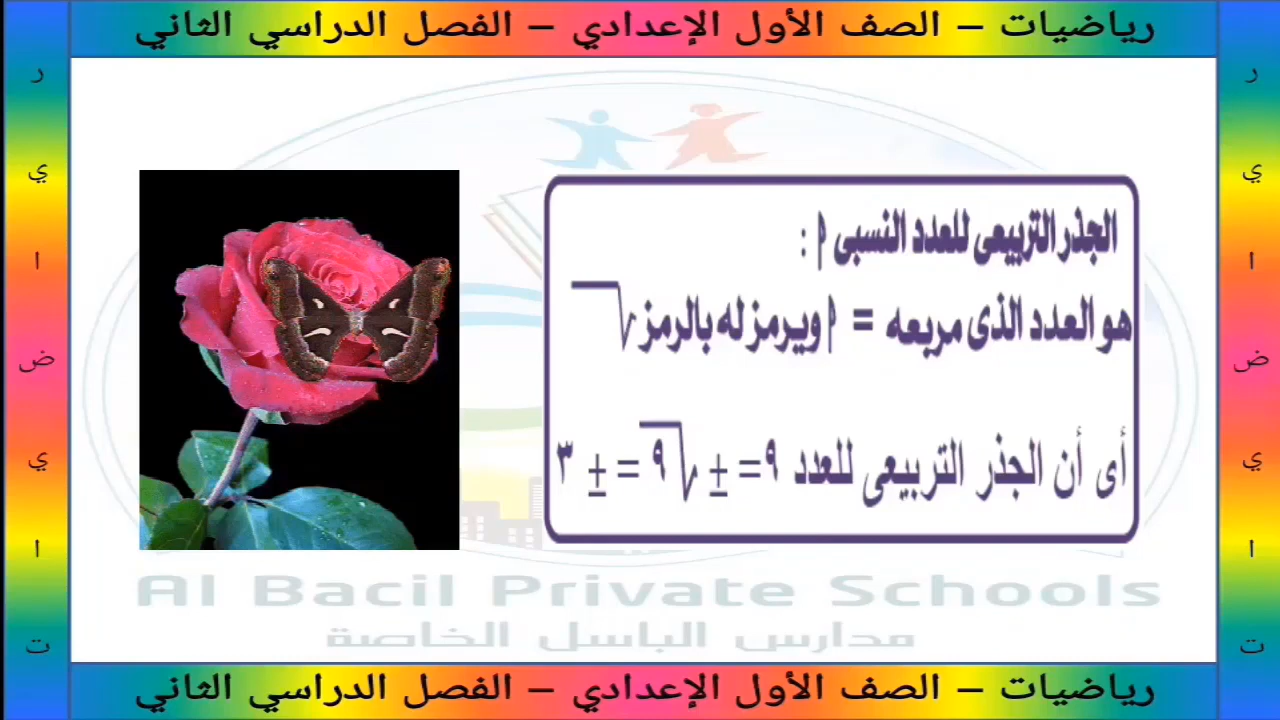 رياضيات – الصف الأول الإعدادي – الفصل الدراسي الثاني
ر
ي
ا
ض
ي
ا
ت
ر
ي
ا
ض
ي
ا
ت
الجذر التربيعى للعدد النسبى م :
هو العدد الذى مربعه = م ويرمز له بالرمز √
أى أن الجذر التربيعى للعدد ٩ = ± √٩ = ± ٣
Al Bacil Private Schools
مدارس الباسل الخاصة
رياضيات – الصف الأول الإعدادي – الفصل الدراسي الثاني